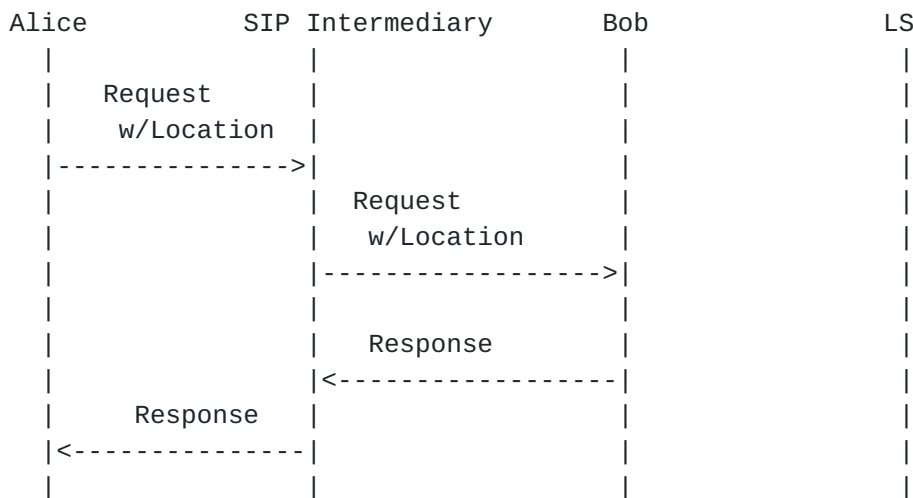 Alice SIP Intermediary Bob LS
Request
w/Location
Request
w/Location
Response
Response